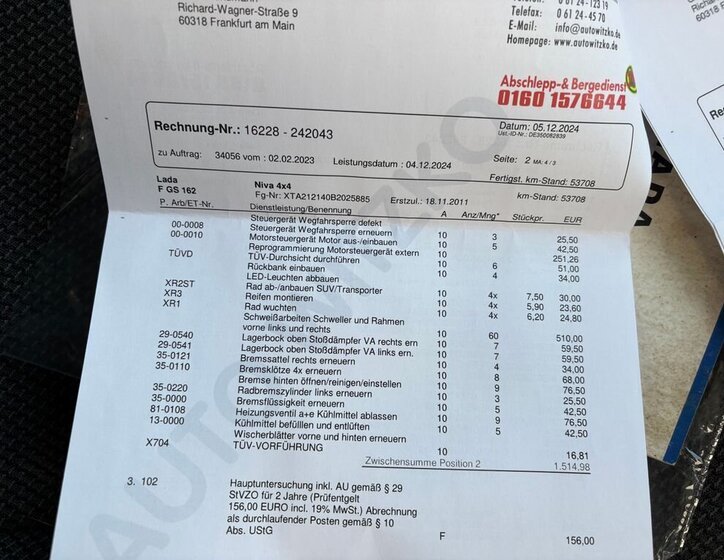 Richard-Wagner-Straße 9
60318 Frankfurt am Main
Telefax: 0 61 24-45 70
E-Mail: info@autowitzko.de
Homepage: www.autowitzko.de
Abschlepp- & Bergedienst
0160 1576644
Rechnung-Nr.: 16228 - 242043 Datum: 05.12.2024
Ust.-ID-Nr.: DE350082839
zu Auftrag: 34056 vom : 02.02.2023 Leistungsdatum : 04.12.2024 Seite: 2 MA: 4 / 3
Fertigst. km-Stand: 53708
Lada Niva 4x4
F GS 162 Fg-Nr.: XTA212140B2025885 Erstzul.: 18.11.2011 km-Stand: 53708
P. Arb/ET-Nr. Dienstleistung/Benennung A Anz/Mng* Stückpr. EUR
Steuergerät Wegfahrsperre defekt
00-0008 Steuergerät Wegfahrsperre erneuern 10 3 25,50
00-0010 Motorsteuergerät Motor aus-/einbauen 10 5 42,50
Reprogrammierung Motorsteuergerät extern 10 251,26
TÜVD TÜV-Durchsicht durchführen 10 6 51,00
Rückbank einbauen 10 4 34,00
LED-Leuchten abbauen
XR2ST Rad ab-/anbauen SUV/Transporter 10 4x 7,50 30,00
XR3 Reifen montieren 10 4x 5,90 23,60
XR1 Rad wuchten 10 4x 6,20 24,80
Schweißarbeiten Schweller und Rahmen
vorne links und rechts 10 60 510,00
29-0540 Lagerbock oben Stoßdämpfer VA rechts ern 10 7 59,50
29-0541 Lagerbock oben Stoßdämpfer VA links ern. 10 7 59,50
35-0121 Bremssattel rechts erneuern 10 4 34,00
35-0110 Bremsklötze 4x erneuern 10 8 68,00
Bremse hinten öffnen/reinigen/einstellen 10 9 76,50
35-0220 Radbremszylinder links erneuern 10 3 25,50
35-0000 Bremsflüssigkeit erneuern 10 5 42,50
81-0108 Heizungsventil a+e Kühlmittel ablassen 10 9 76,50
13-0000 Kühlmittel befülllen und entlüften 10 5 42,50
Wischerblätter vorne und hinten erneuern
X704 TÜV-VORFÜHRUNG 10 16,81
Zwischensumme Position 2 1.514,98
3. 102 Hauptuntersuchung inkl. AU gemäß § 29
StVZO für 2 Jahre (Prüfentgelt
156,00 EURO incl. 19% MwSt.) Abrechnung
als durchlaufender Posten gemäß § 10
Abs. UStG F 156,00